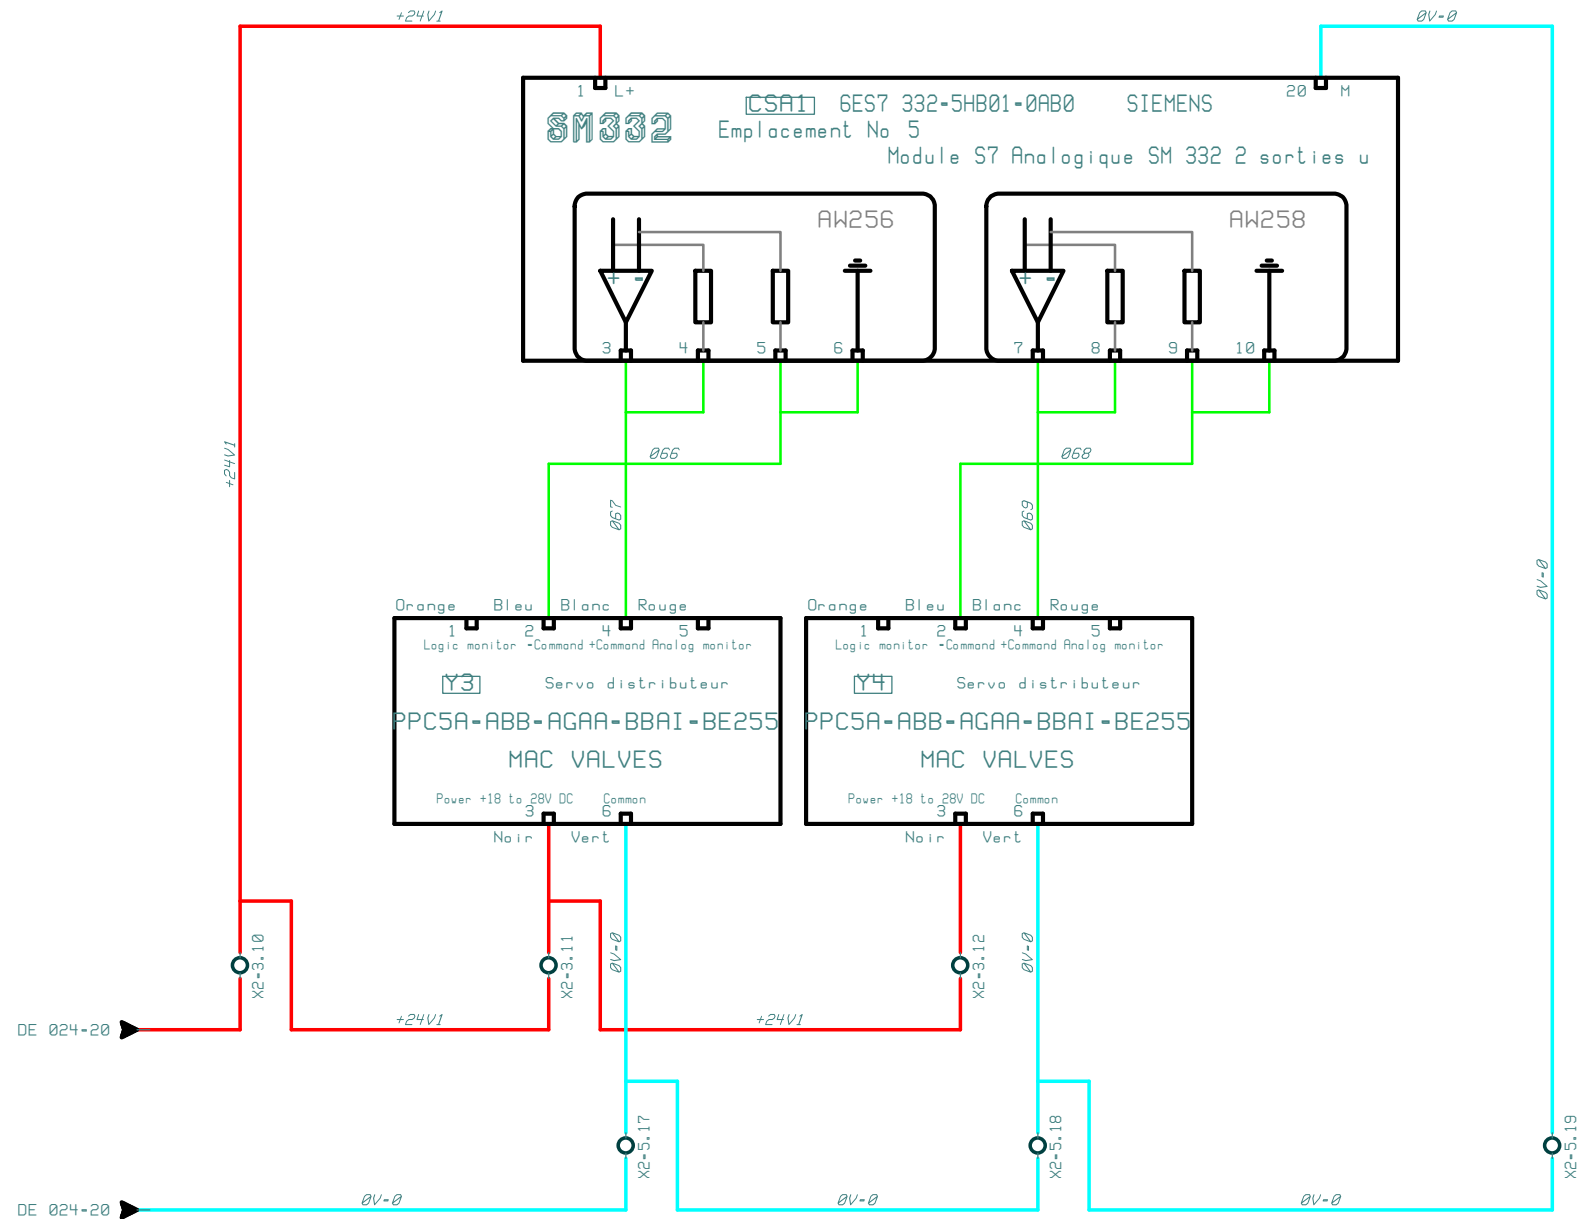 +24V1
0V-0
1 L+
20 M
CSA1 6ES7 332-5HB01-0AB0 SIEMENS
SM332
Emplacement No 5
Module S7 Analogique SM 332 2 sorties u
AW256
AW258
+ -
+ -
3 4 5 6
7 8 9 10
+24V1
066
068
067
069
0V-0
Orange Bleu Blanc Rouge
1 2 4 5
Logic monitor -Command +Command Analog monitor
Y3 Servo distributeur
PPC5A-ABB-AGAA-BBAI-BE255
MAC VALVES
Power +18 to 28V DC Common
3 6
Noir Vert
Orange Bleu Blanc Rouge
1 2 4 5
Logic monitor -Command +Command Analog monitor
Y4 Servo distributeur
PPC5A-ABB-AGAA-BBAI-BE255
MAC VALVES
Power +18 to 28V DC Common
3 6
Noir Vert
X2-3.10
X2-3.11
0V-0
X2-3.12
0V-0
DE 024-20
+24V1
+24V1
X2-5.17
X2-5.18
X2-5.19
DE 024-20
0V-0
0V-0
0V-0